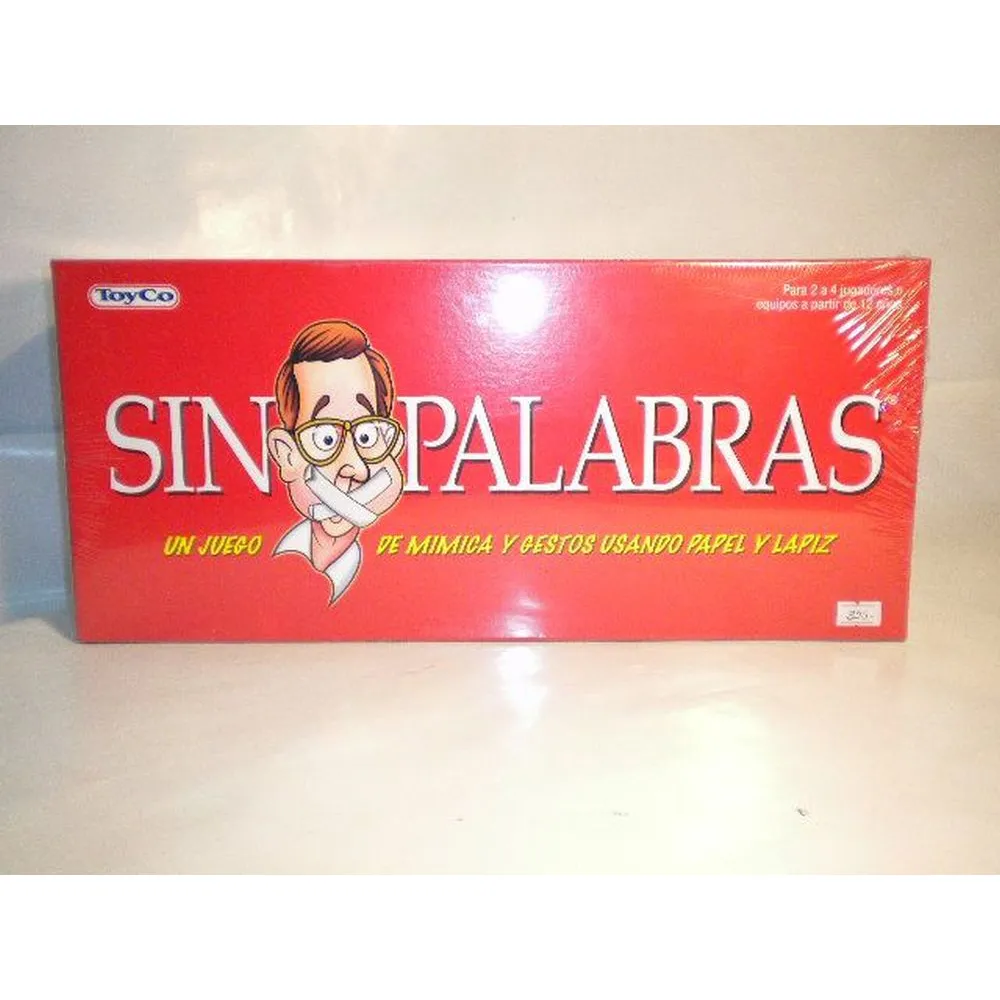 ToyCo
Para 2 a 4 jugadores o
equipos a partir de 12 años
SIN PALABRAS
UN JUEGO DE MIMICA Y GESTOS USANDO PAPEL Y LAPIZ